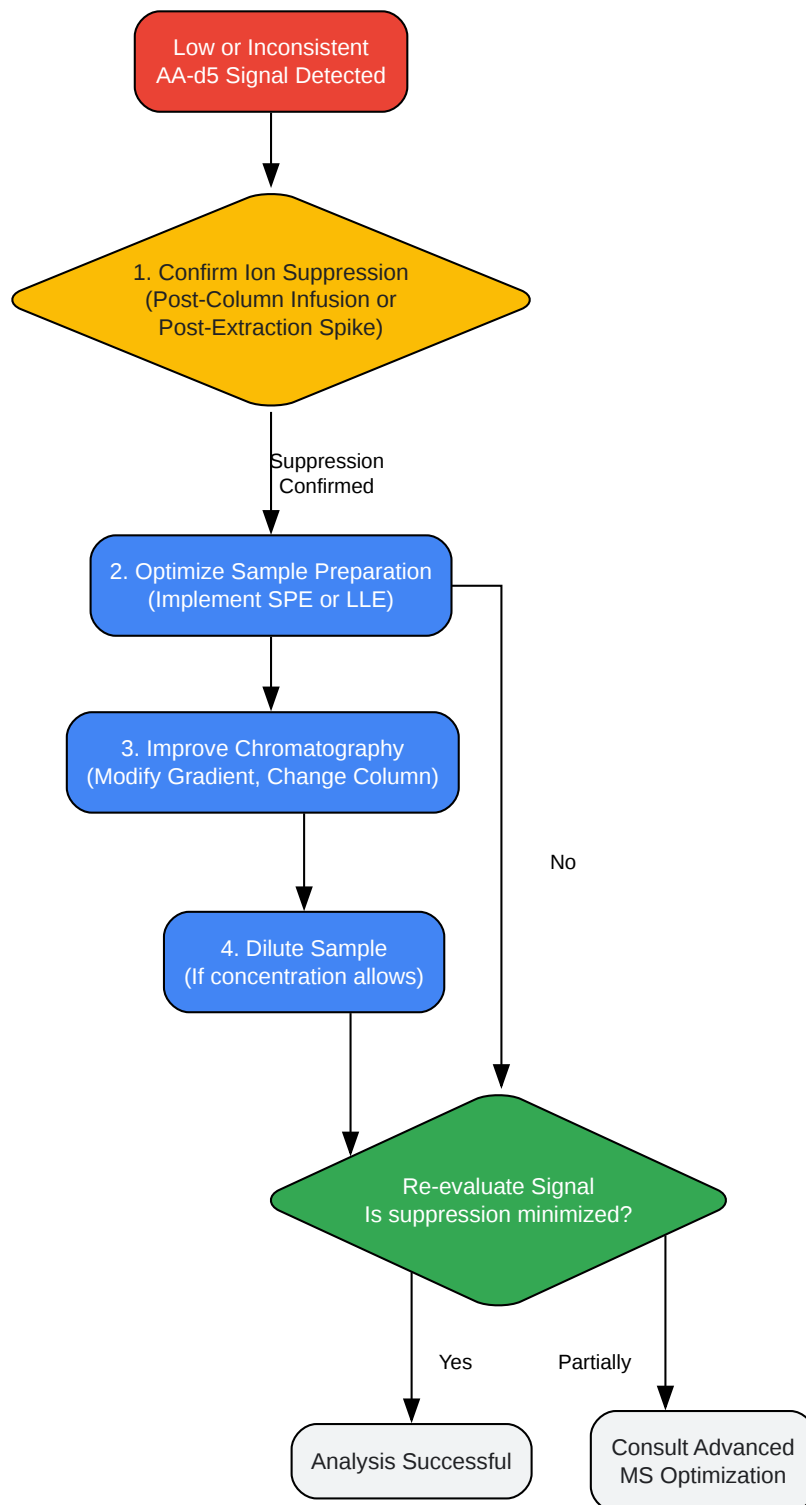 Low or Inconsistent
AA-d5 Signal Detected
1. Confirm Ion Suppression
(Post-Column Infusion or
Post-Extraction Spike)
Suppression
Confirmed
2. Optimize Sample Preparation
(Implement SPE or LLE)
3. Improve Chromatography
(Modify Gradient, Change Column)
No
4. Dilute Sample
(If concentration allows)
Re-evaluate Signal
Is suppression minimized?
Yes
Partially
Analysis Successful
Consult Advanced
MS Optimization